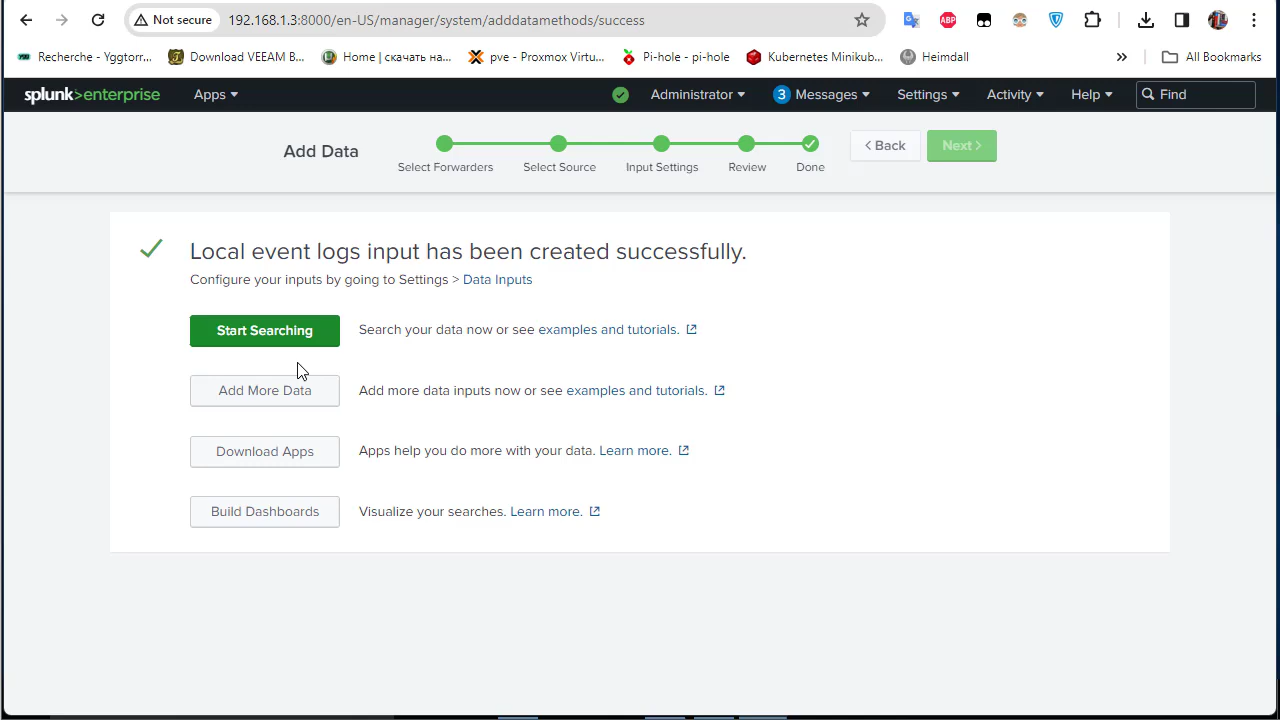 Not secure 192.168.1.3:8000/en-US/manager/system/adddatamethods/success
ABP
Recherche - Yggtorr... Download VEEAM B... Home | скачать на... pve - Proxmox Virtu... Pi-hole - pi-hole Kubernetes Minikub... Heimdall » All Bookmarks
splunk>enterprise Apps Administrator 3 Messages Settings Activity Help Find
Add Data
Select Forwarders Select Source Input Settings Review Done
< Back Next >
Local event logs input has been created successfully.
Configure your inputs by going to Settings > Data Inputs
Start Searching Search your data now or see examples and tutorials.
Add More Data Add more data inputs now or see examples and tutorials.
Download Apps Apps help you do more with your data. Learn more.
Build Dashboards Visualize your searches. Learn more.